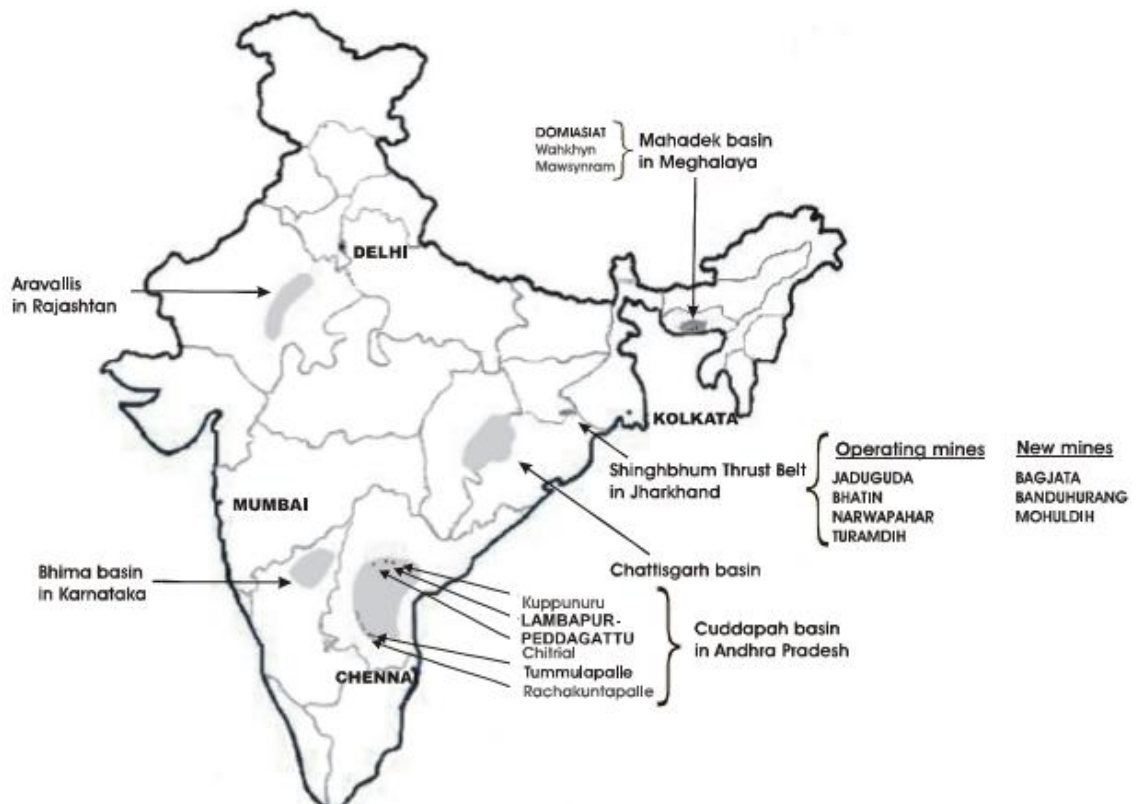 DOMIASIAT
Wahkhyn
Mawsynram
Mahadek basin
in Meghalaya
DELHI
Aravallis
in Rajashtan
KOLKATA
Shinghbhum Thrust Belt
in Jharkhand
Operating mines
JADUGUDA
BHATIN
NARWAPAHAR
TURAMDIH
New mines
BAGJATA
BANDUHURANG
MOHULDIH
MUMBAI
Chattisgarh basin
Bhima basin
in Karnataka
Kuppunuru
LAMBAPUR-
PEDDAGATTU
Chitrial
Tummulapalle
Rachakuntapalle
Cuddapah basin
in Andhra Pradesh
CHENNAI